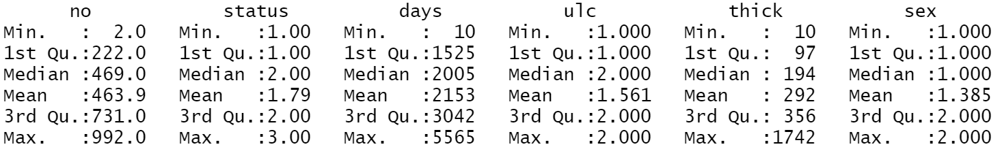 no            status          days           ulc            thick           sex
Min.   :  2.0   Min.   :1.00   Min.   :  10   Min.   :1.000   Min.   :  10   Min.   :1.000
1st Qu.:222.0   1st Qu.:1.00   1st Qu.:1525   1st Qu.:1.000   1st Qu.:  97   1st Qu.:1.000
Median :469.0   Median :2.00   Median :2005   Median :2.000   Median : 194   Median :1.000
Mean   :463.9   Mean   :1.79   Mean   :2153   Mean   :1.561   Mean   : 292   Mean   :1.385
3rd Qu.:731.0   3rd Qu.:2.00   3rd Qu.:3042   3rd Qu.:2.000   3rd Qu.: 356   3rd Qu.:2.000
Max.   :992.0   Max.   :3.00   Max.   :5565   Max.   :2.000   Max.   :1742   Max.   :2.000